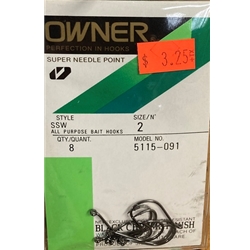 OWNER
PERFECTION IN HOOKS
$ 3.25
SUPER NEEDLE POINT
STYLE SIZE/N°
SSW 2
ALL PURPOSE BAIT HOOKS
QTY/QUANT. MODEL NO.
8 5115-091
BLACK